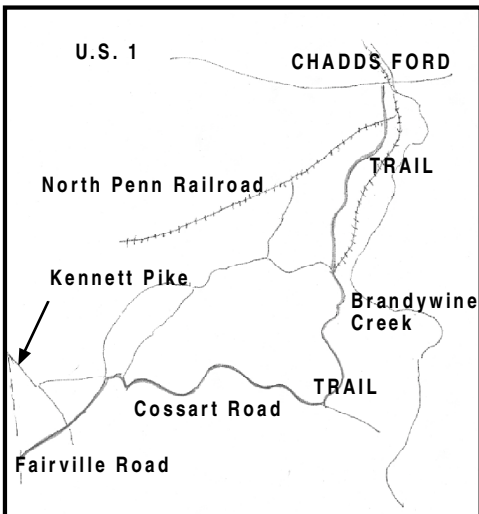 U.S. 1
CHADDS FORD
TRAIL
North Penn Railroad
Kennett Pike
Brandywine
Creek
TRAIL
Cossart Road
Fairville Road